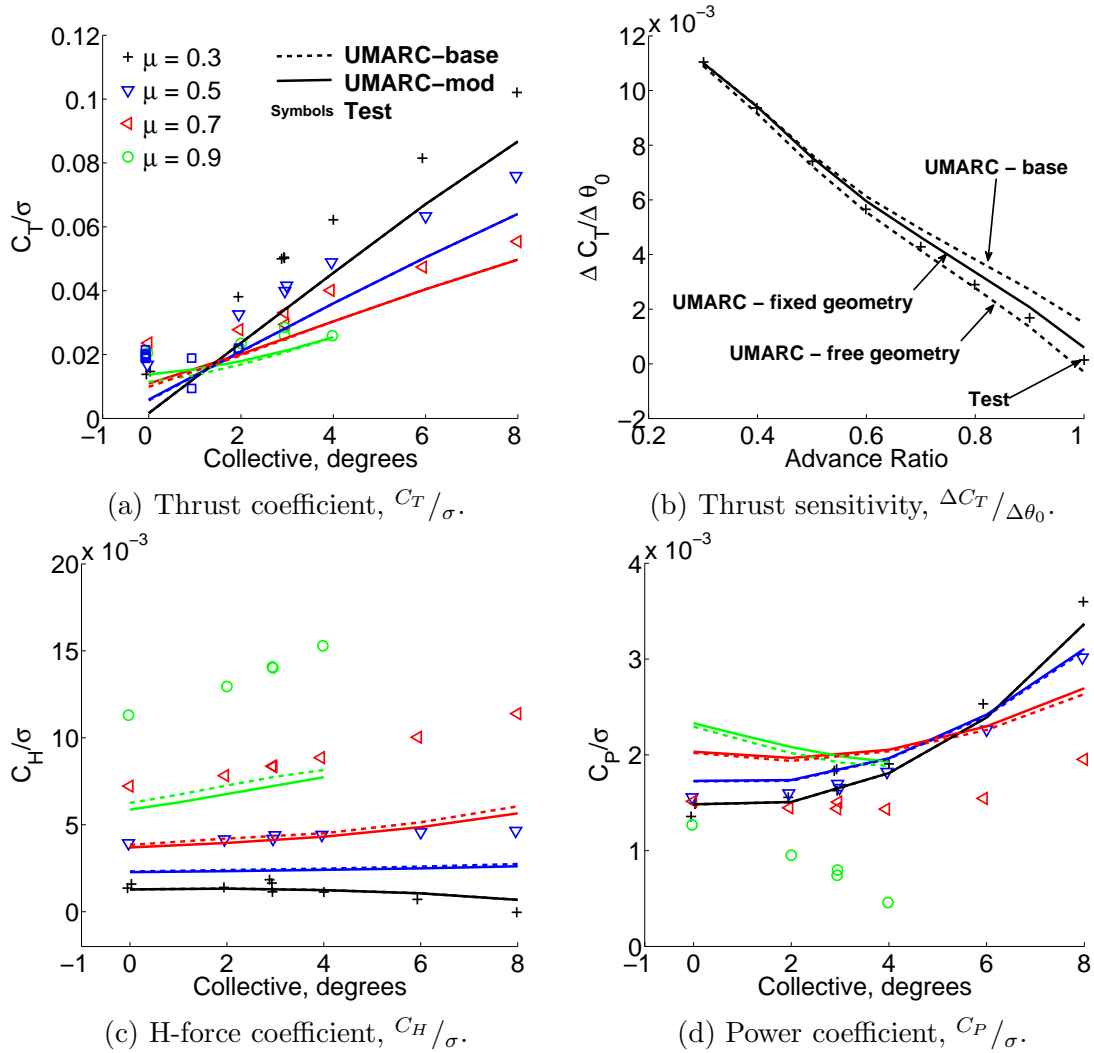 0.12
0.1
0.08
0.06
0.04
0.02
0
−1 0 2 4 6 8
C_T/σ
Collective, degrees
μ = 0.3
μ = 0.5
μ = 0.7
μ = 0.9
UMARC−base
UMARC−mod
Symbols Test
(a) Thrust coefficient, C_T/σ.
12 x 10^−3
10
8
6
4
2
0
−2
0.2 0.4 0.6 0.8 1
Δ C_T/Δ θ_0
Advance Ratio
UMARC − base
UMARC − fixed geometry
UMARC − free geometry
Test
(b) Thrust sensitivity, ΔC_T/Δθ_0.
20 x 10^−3
15
10
5
0
−1 0 2 4 6 8
C_H/σ
Collective, degrees
(c) H-force coefficient, C_H/σ.
4 x 10^−3
3
2
1
0
−1 0 2 4 6 8
C_P/σ
Collective, degrees
(d) Power coefficient, C_P/σ.